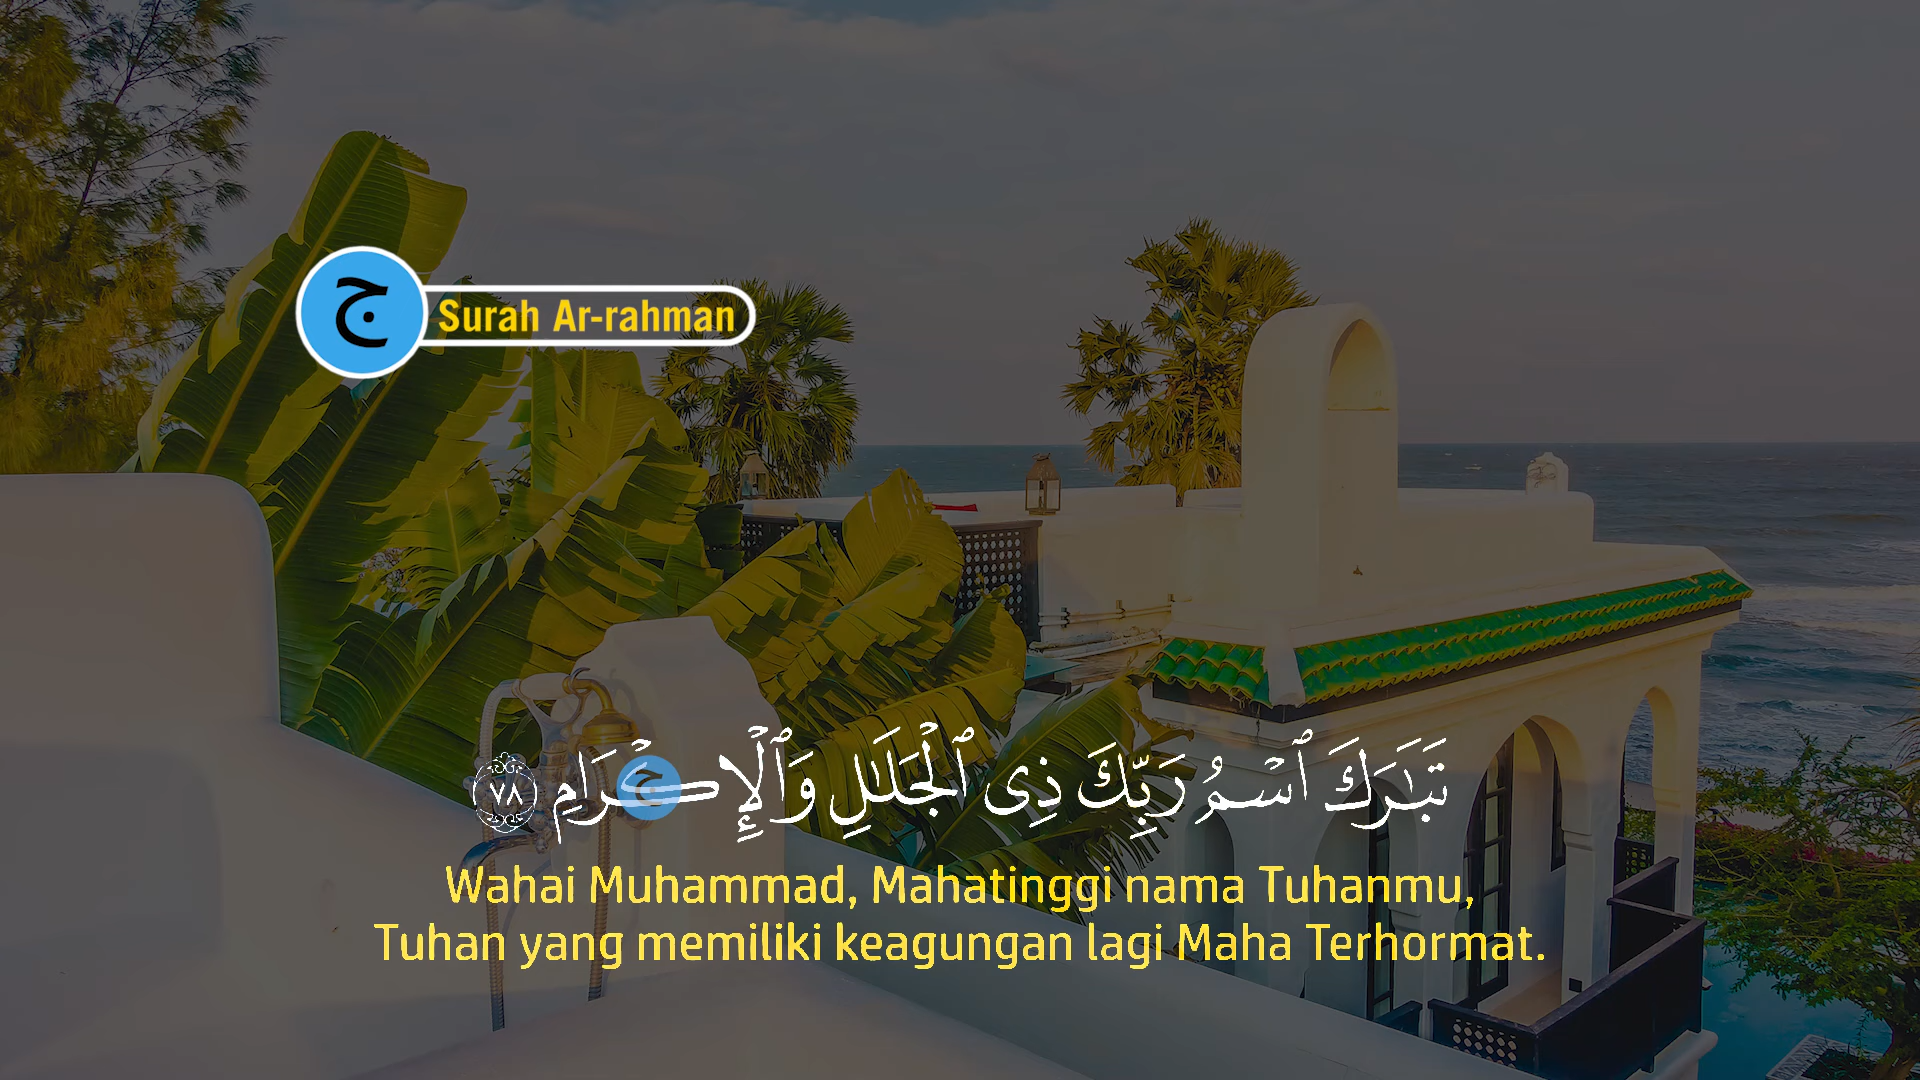 ج
Surah Ar-rahman
تَبَٰرَكَ ٱسْمُ رَبِّكَ ذِى ٱلْجَلَٰلِ وَٱلْإِكْرَامِ ٧٨
ج
Wahai Muhammad, Mahatinggi nama Tuhanmu,
Tuhan yang memiliki keagungan lagi Maha Terhormat.